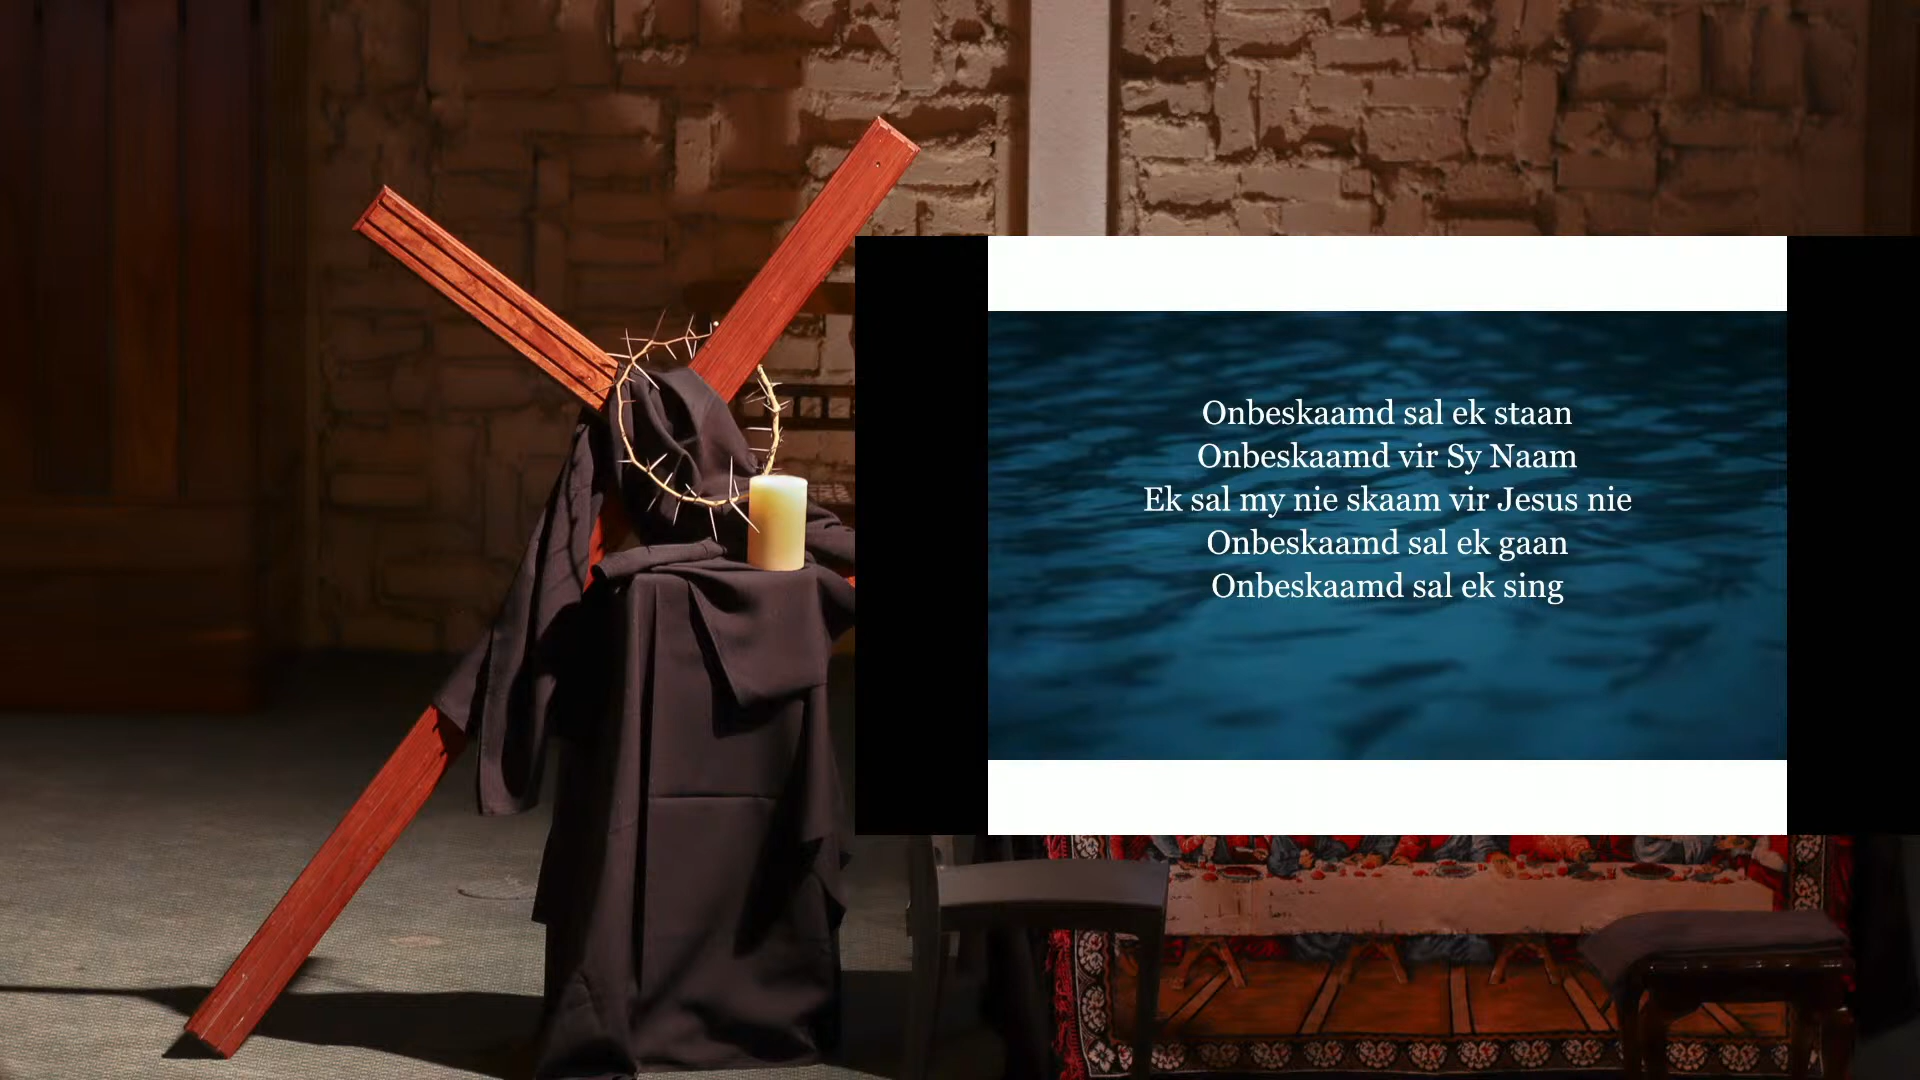 Onbeskaamd sal ek staan
Onbeskaamd vir Sy Naam
Ek sal my nie skaam vir Jesus nie
Onbeskaamd sal ek gaan
Onbeskaamd sal ek sing